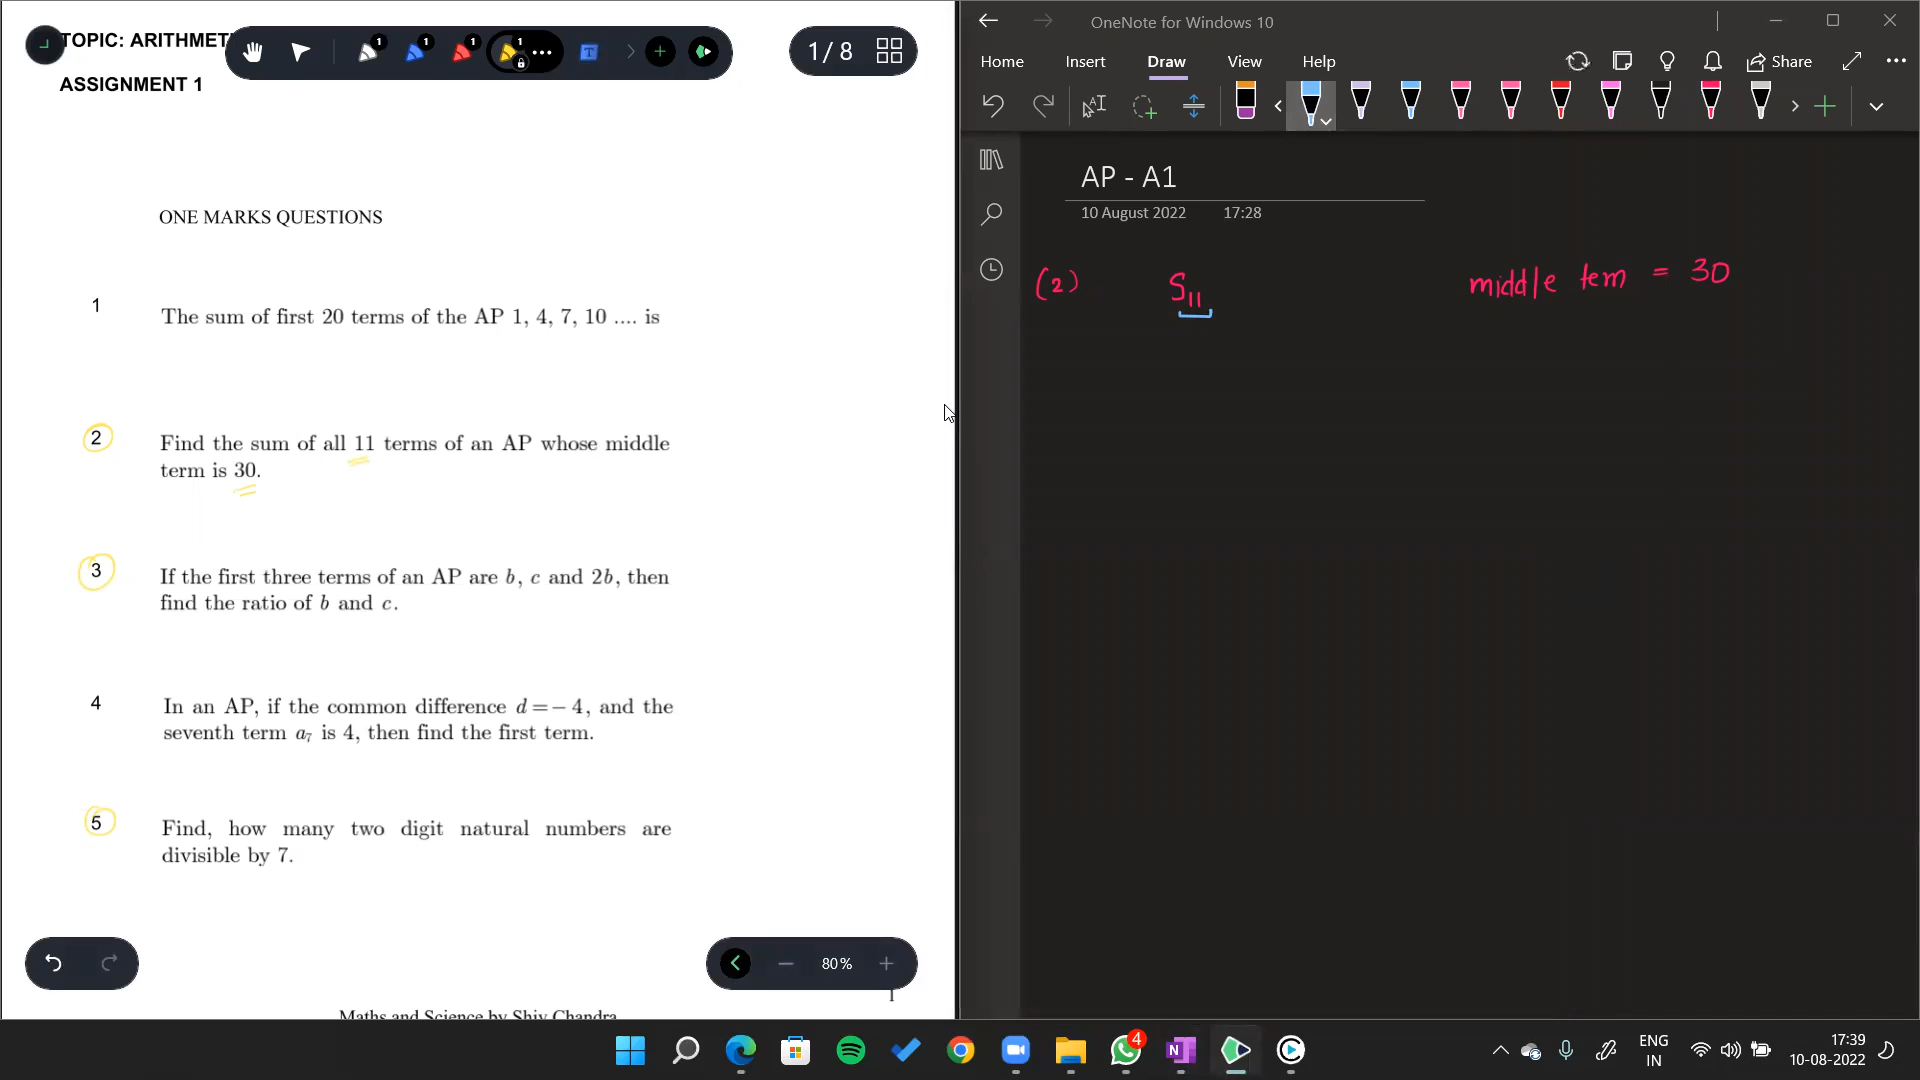 TOPIC: ARITHMET
ASSIGNMENT 1
1
1
1
1
T
1 / 8
ONE MARKS QUESTIONS
1
The sum of first 20 terms of the AP 1, 4, 7, 10 .... is
2
Find the sum of all 11 terms of an AP whose middle
term is 30.
3
If the first three terms of an AP are b, c and 2b, then
find the ratio of b and c.
4
In an AP, if the common difference d = − 4, and the
seventh term a₇ is 4, then find the first term.
5
Find, how many two digit natural numbers are
divisible by 7.
80%
1
Maths and Science by Shiv Chandra
OneNote for Windows 10
Home Insert Draw View Help
Share
AP - A1
10 August 2022 17:28
(2) S₁₁ middle tem = 30
4
N
ENG
IN
17:39
10-08-2022